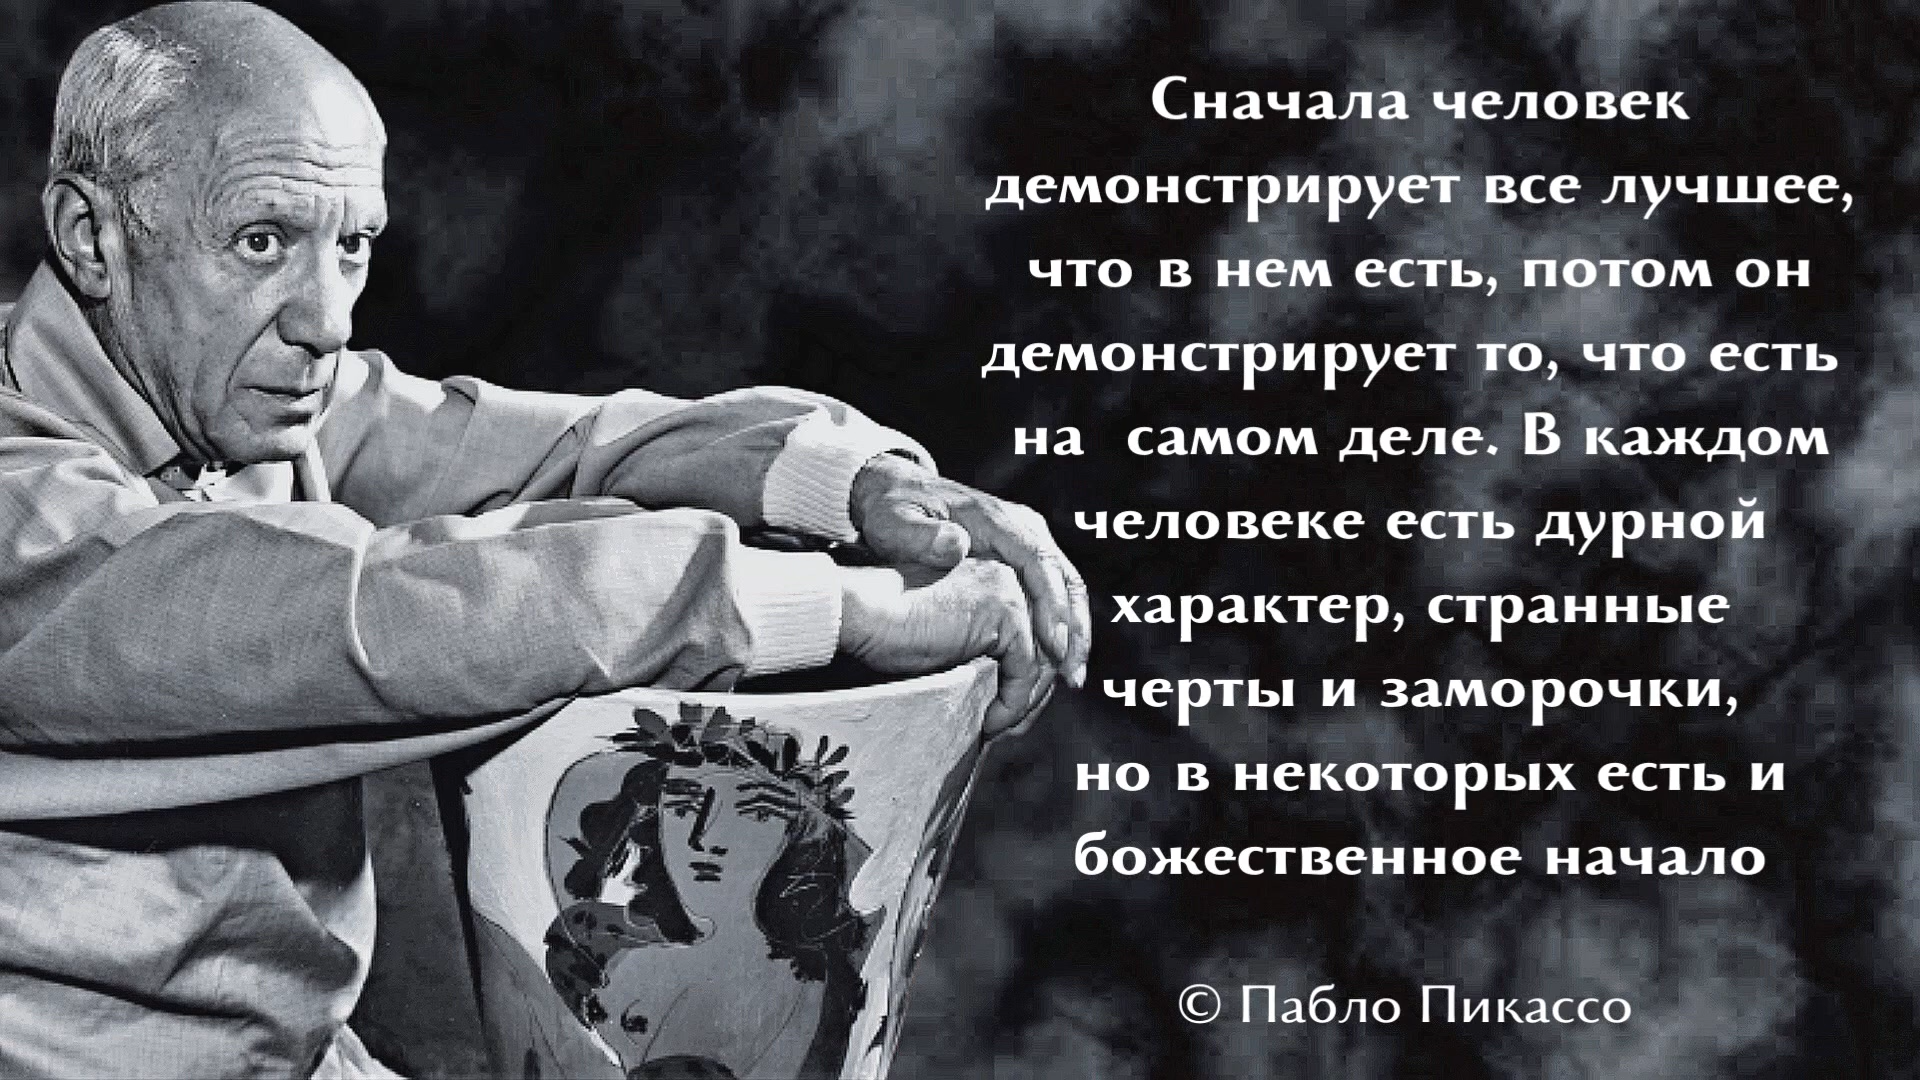 Сначала человек
демонстрирует все лучшее,
что в нем есть, потом он
демонстрирует то, что есть
на самом деле. В каждом
человеке есть дурной
характер, странные
черты и заморочки,
но в некоторых есть и
божественное начало
© Пабло Пикассо